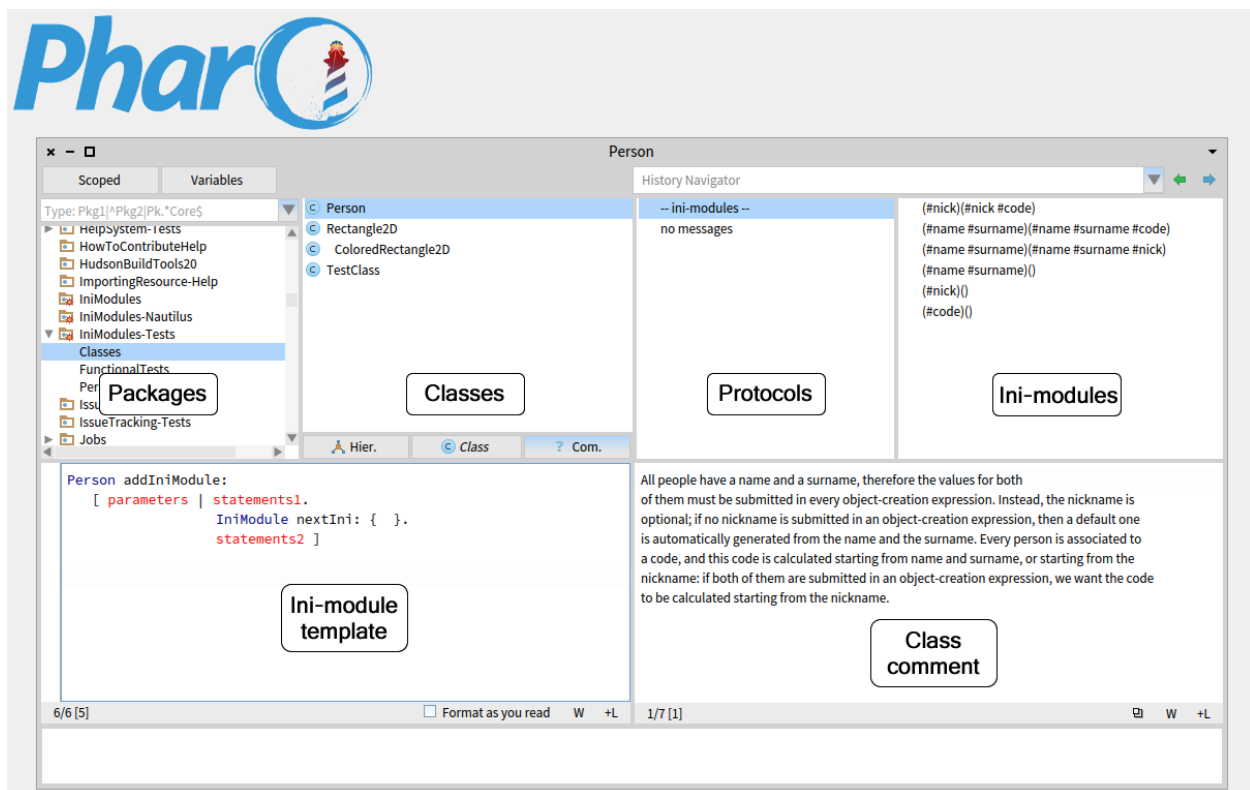 Pharo
Person
Scoped
Variables
History Navigator
Type: Pkg1|^Pkg2|Pk.*Core$
HelpSystem-Tests
HowToContributeHelp
HudsonBuildTools20
ImportingResource-Help
IniModules
IniModules-Nautilus
IniModules-Tests
Classes
FunctionalTests
Per
Issu
IssueTracking-Tests
Jobs
Packages
C Person
C Rectangle2D
C ColoredRectangle2D
C TestClass
Classes
Hier.
C Class
? Com.
-- ini-modules --
no messages
Protocols
(#nick)(#nick #code)
(#name #surname)(#name #surname #code)
(#name #surname)(#name #surname #nick)
(#name #surname)()
(#nick)()
(#code)()
Ini-modules
Person addIniModule:
[ parameters | statements1.
IniModule nextIni: { }.
statements2 ]
Ini-module
template
6/6 [5]
Format as you read
W
+L
All people have a name and a surname, therefore the values for both
of them must be submitted in every object-creation expression. Instead, the nickname is
optional; if no nickname is submitted in an object-creation expression, then a default one
is automatically generated from the name and the surname. Every person is associated to
a code, and this code is calculated starting from name and surname, or starting from the
nickname: if both of them are submitted in an object-creation expression, we want the code
to be calculated starting from the nickname.
Class
comment
1/7 [1]
W
+L